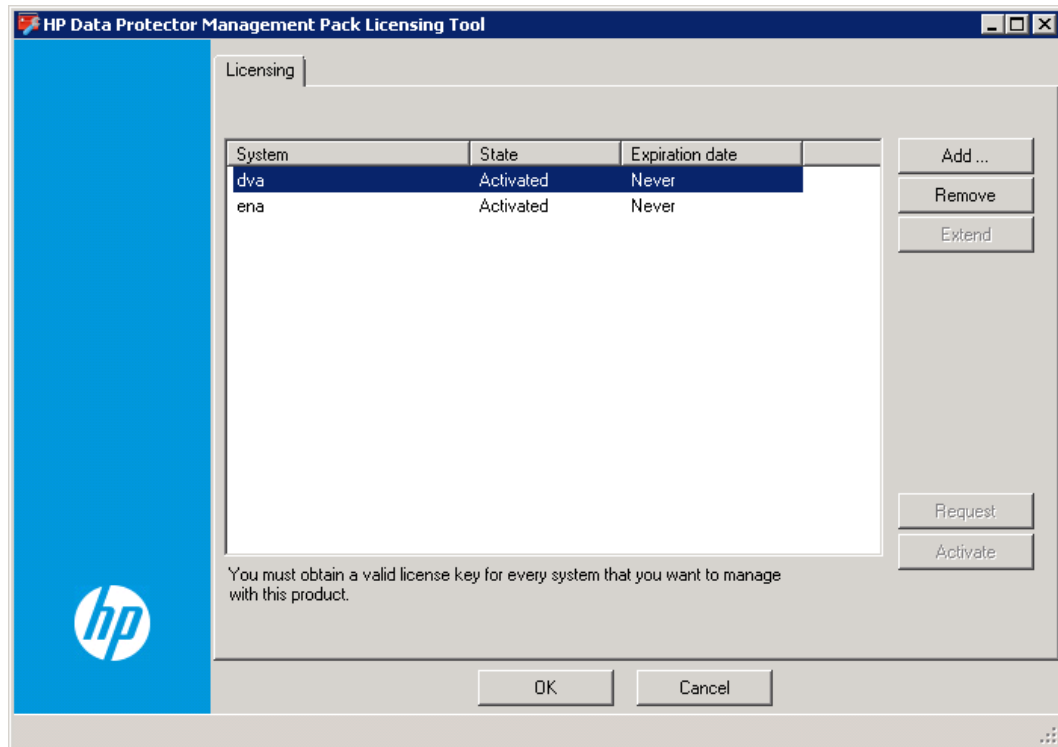 HP Data Protector Management Pack Licensing Tool
Licensing
System State Expiration date
dva Activated Never
ena Activated Never
Add ...
Remove
Extend
Request
Activate
You must obtain a valid license key for every system that you want to manage
with this product.
hp
OK Cancel